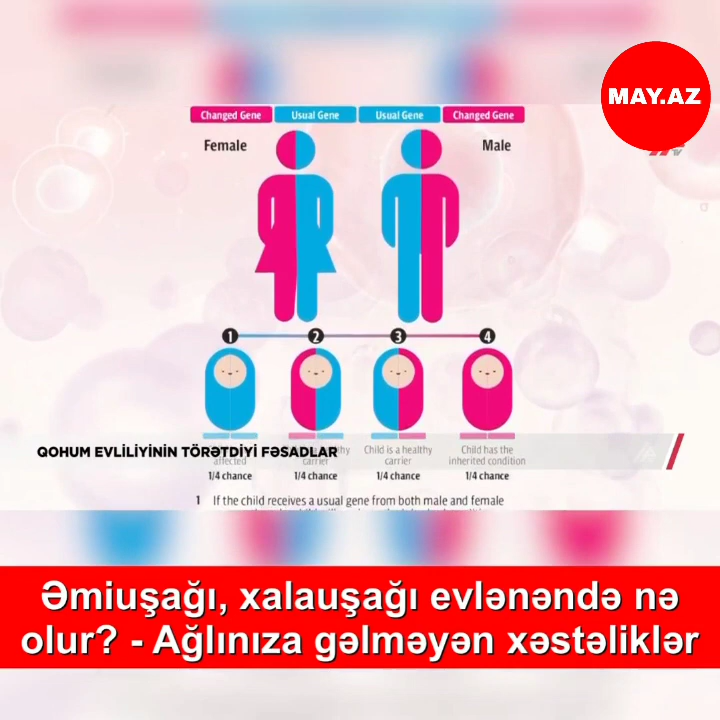 MAY.AZ
TV
Changed Gene Usual Gene Usual Gene Changed Gene
Female Male
1 2 3 4
QOHUM EVLİLİYİNİN TÖRƏTDİYİ FƏSADLAR
Child is a healthy Child has the
affected carrier carrier inherited condition
1/4 chance 1/4 chance 1/4 chance 1/4 chance
1 If the child receives a usual gene from both male and female
Əmiuşağı, xalauşağı evlənəndə nə
olur? - Ağlınıza gəlməyən xəstəliklər